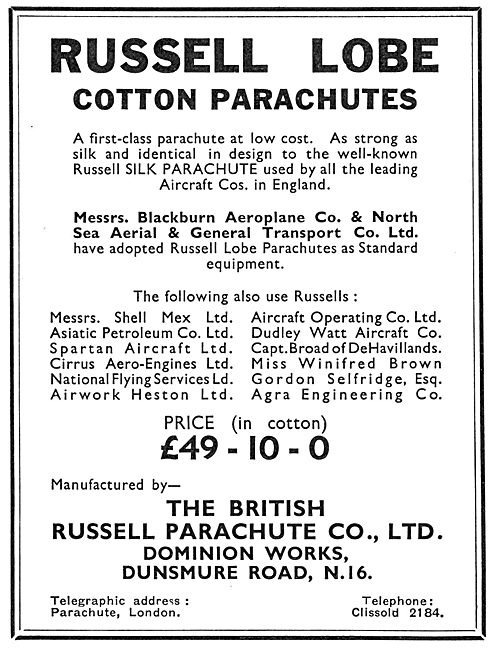 RUSSELL LOBE
COTTON PARACHUTES
A first-class parachute at low cost. As strong as
silk and identical in design to the well-known
Russell SILK PARACHUTE used by all the leading
Aircraft Cos. in England.
Messrs. Blackburn Aeroplane Co. & North
Sea Aerial & General Transport Co. Ltd.
have adopted Russell Lobe Parachutes as Standard
equipment.
The following also use Russells :
Messrs. Shell Mex Ltd.
Asiatic Petroleum Co. Ltd.
Spartan Aircraft Ltd.
Cirrus Aero-Engines Ltd.
National Flying Services Ld.
Airwork Heston Ltd.
Aircraft Operating Co. Ltd.
Dudley Watt Aircraft Co.
Capt. Broad of DeHavillands.
Miss Winifred Brown
Gordon Selfridge, Esq.
Agra Engineering Co.
PRICE (in cotton)
£49 - 10 - 0
Manufactured by—
THE BRITISH
RUSSELL PARACHUTE CO., LTD.
DOMINION WORKS,
DUNSMURE ROAD, N.16.
Telegraphic address :
Parachute, London.
Telephone:
Clissold 2184.